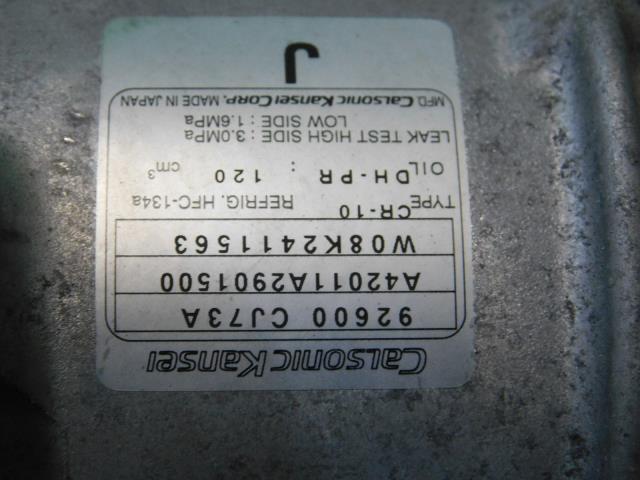 CALSONIC KANSEI
92600 CJ73A
A42011A2901500
W08K2411563
TYPE CR-10 REFRIG. HFC-134a
OIL DH-PR : 120 cm³
LEAK TEST HIGH SIDE : 3.0MPa
LOW SIDE : 1.6MPa
MFD. CALSONIC KANSEI CORP. MADE IN JAPAN
J